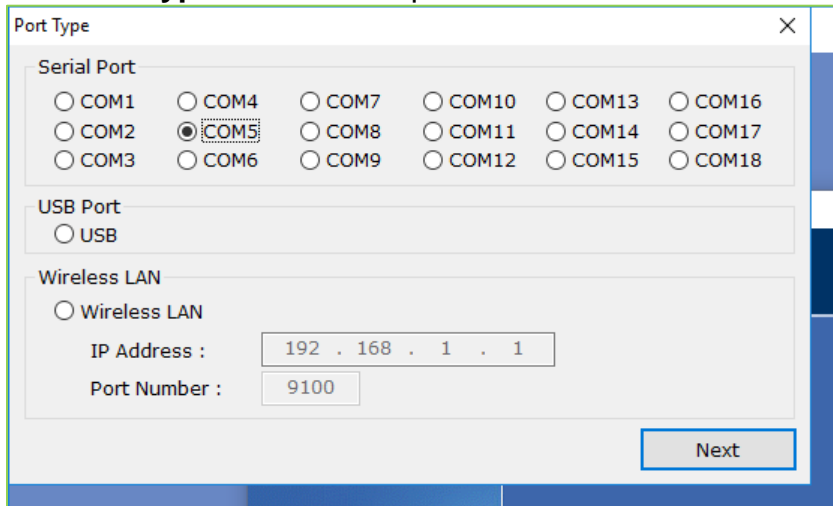 Port Type
Serial Port
COM1 COM4 COM7 COM10 COM13 COM16
COM2 COM5 COM8 COM11 COM14 COM17
COM3 COM6 COM9 COM12 COM15 COM18
USB Port
USB
Wireless LAN
Wireless LAN
IP Address : 192 . 168 . 1 . 1
Port Number : 9100
Next